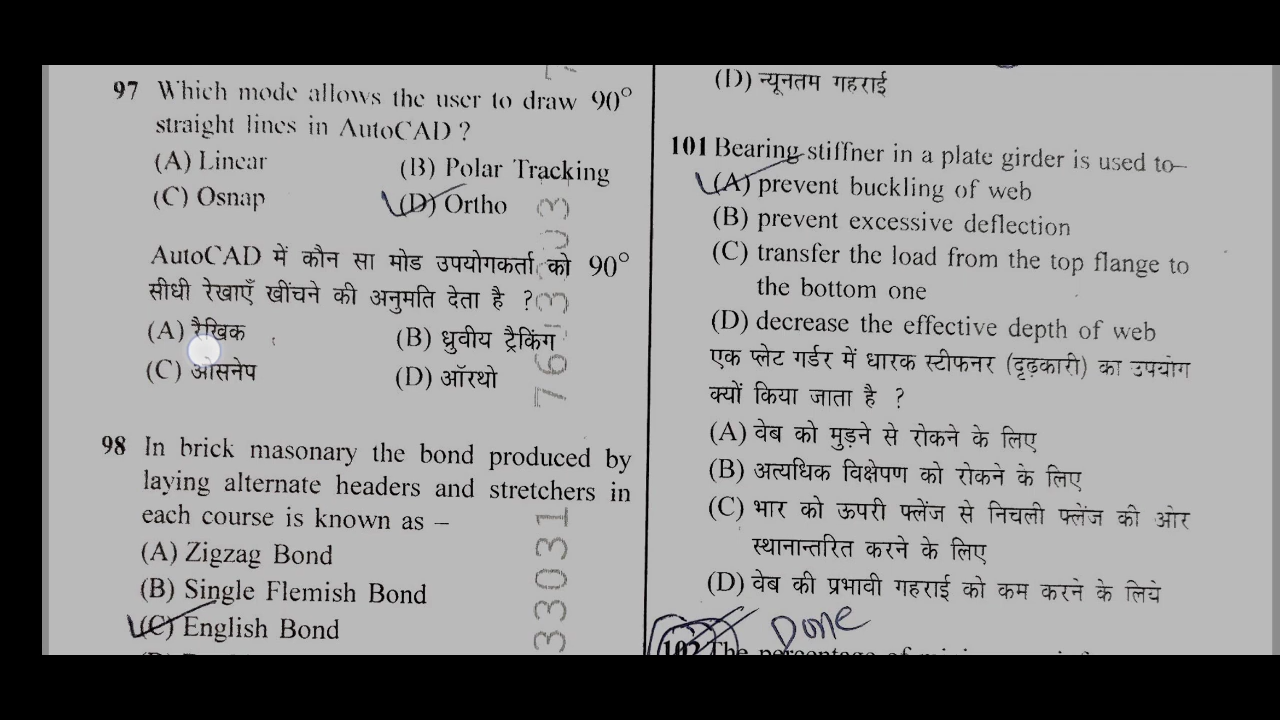 97 Which mode allows the user to draw 90°
straight lines in AutoCAD ?
(A) Linear (B) Polar Tracking
(C) Osnap (D) Ortho
AutoCAD में कौन सा मोड उपयोगकर्ता को 90°
सीधी रेखाएँ खींचने की अनुमति देता है ?
(A) रैखिक (B) ध्रुवीय ट्रैकिंग
(C) ओसनेप (D) ऑरथो
98 In brick masonary the bond produced by
laying alternate headers and stretchers in
each course is known as –
(A) Zigzag Bond
(B) Single Flemish Bond
(C) English Bond
(D) न्यूनतम गहराई
101 Bearing stiffner in a plate girder is used to–
(A) prevent buckling of web
(B) prevent excessive deflection
(C) transfer the load from the top flange to
the bottom one
(D) decrease the effective depth of web
एक प्लेट गर्डर में धारक स्टीफनर (दृढ़कारी) का उपयोग
क्यों किया जाता है ?
(A) वेब को मुड़ने से रोकने के लिए
(B) अत्यधिक विक्षेपण को रोकने के लिए
(C) भार को ऊपरी फ्लेंज से निचली फ्लेंज की ओर
स्थानान्तरित करने के लिए
(D) वेब की प्रभावी गहराई को कम करने के लिये
Done
102 The percentage of